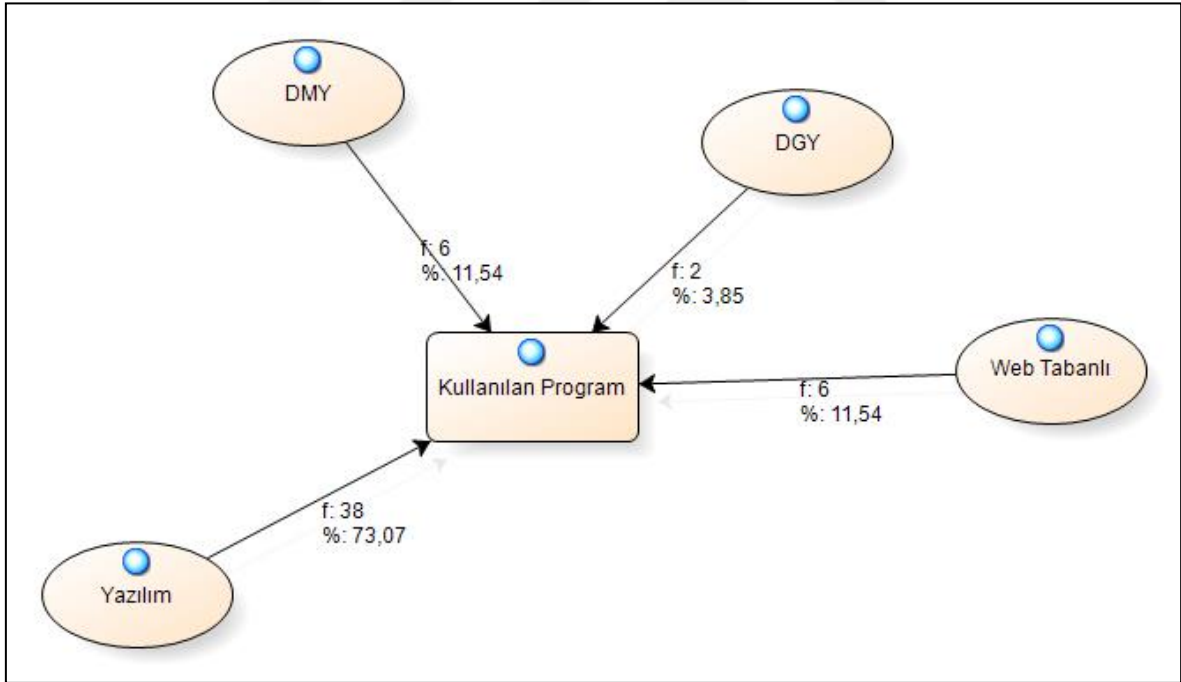 DMY
DGY
f: 6
%: 11,54
f: 2
%: 3,85
Web Tabanlı
Kullanılan Program
f: 6
%: 11,54
f: 38
%: 73,07
Yazılım